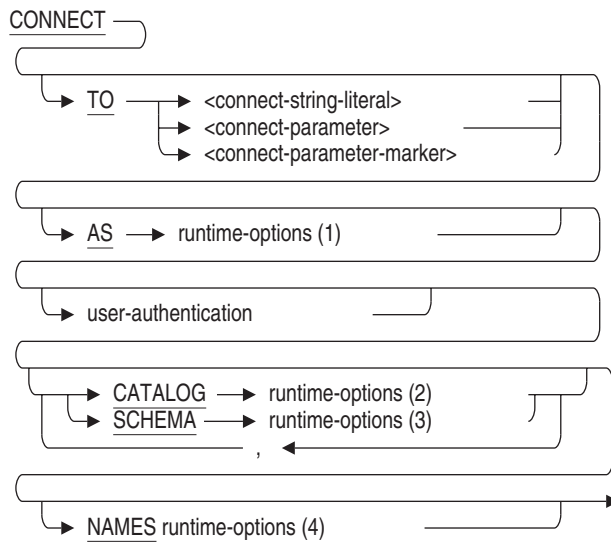 CONNECT
TO <connect-string-literal>
<connect-parameter>
<connect-parameter-marker>
AS runtime-options (1)
user-authentication
CATALOG runtime-options (2)
SCHEMA runtime-options (3)
,
NAMES runtime-options (4)